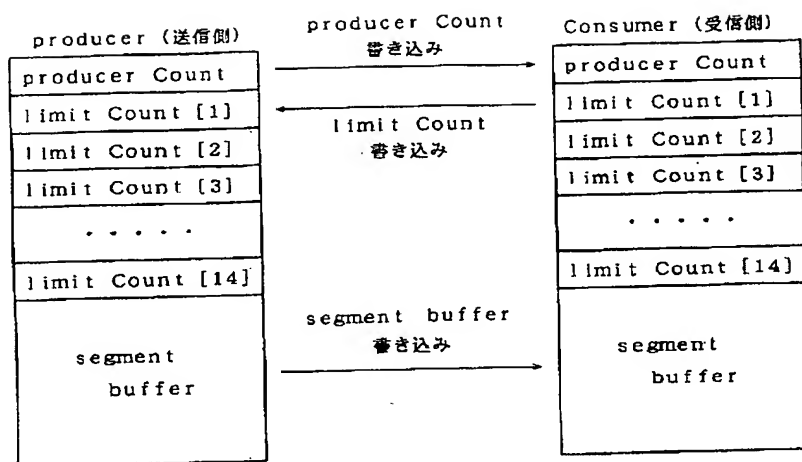 producer (送信側)
producer Count
limit Count [1]
limit Count [2]
limit Count [3]
.....
limit Count [14]
segment
buffer
producer Count
書き込み
limit Count
書き込み
segment buffer
書き込み
Consumer (受信側)
producer Count
limit Count [1]
limit Count [2]
limit Count [3]
.....
limit Count [14]
segment
buffer